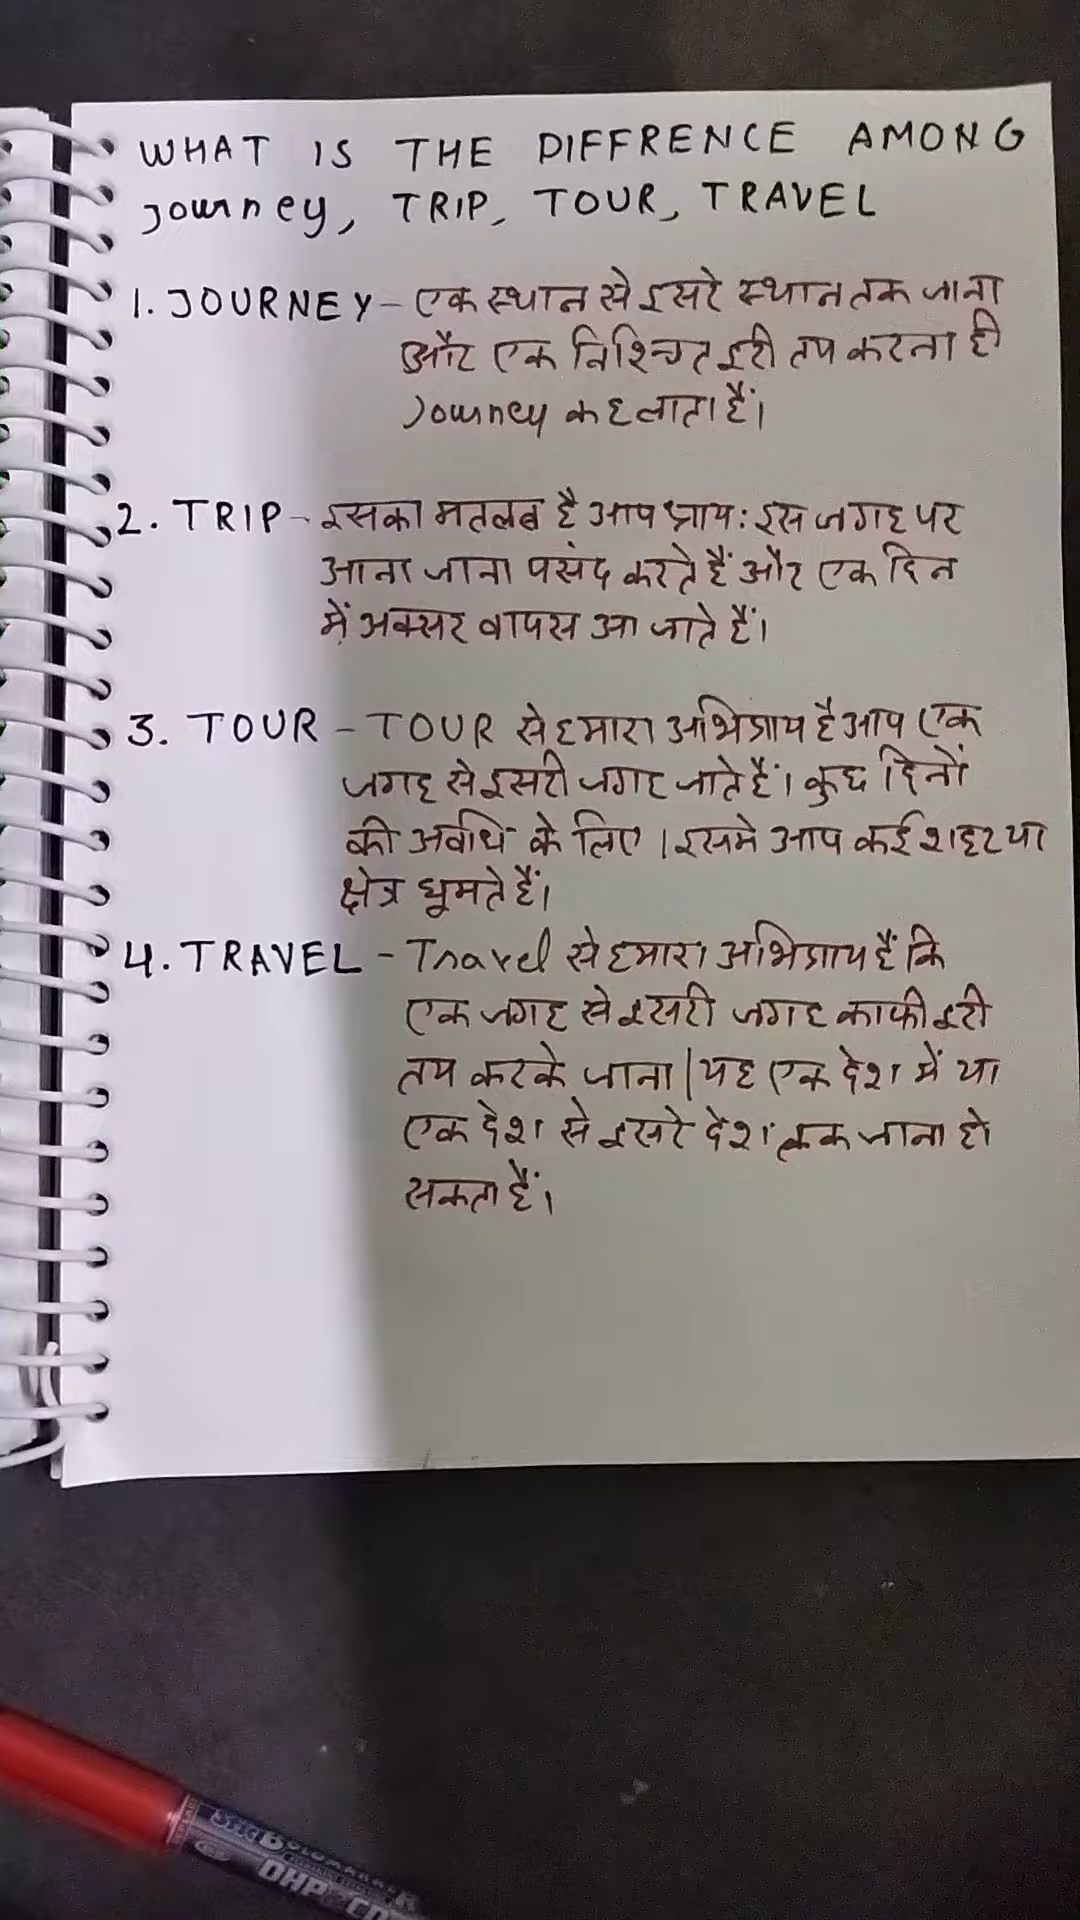 WHAT IS THE DIFFRENCE AMONG
Journey, TRIP, TOUR, TRAVEL
1. JOURNEY - एक स्थान से दूसरे स्थान तक जाना
और एक निश्चित दूरी तय करना ही
Journey कहलाता हैं।
2. TRIP - इसका मतलब है आप प्राय: इस जगह पर
आना जाना पसंद करते हैं और एक दिन
में अक्सर वापस आ जाते हैं।
3. TOUR - TOUR से हमारा अभिप्राय है आप एक
जगह से दूसरी जगह जाते हैं। कुछ दिनों
की अवधि के लिए। इसमे आप कई शहर या
क्षेत्र घूमते हैं।
4. TRAVEL - Travel से हमारा अभिप्राय हैं कि
एक जगह से दूसरी जगह काफी दूरी
तय करके जाना। यह एक देश में या
एक देश से दूसरे देश तक जाना हो
सकता हैं।
OHP